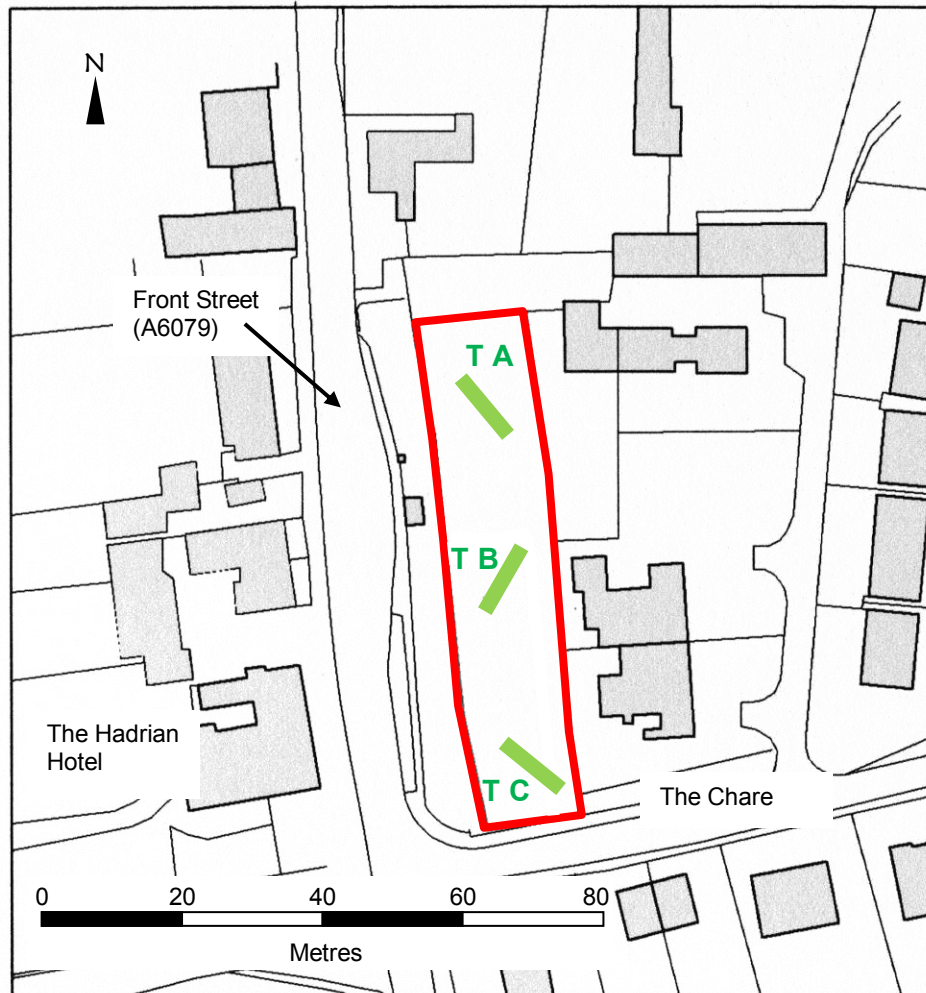 N
Front Street
(A6079)
T A
T B
The Hadrian
Hotel
T C
The Chare
0 20 40 60 80
Metres